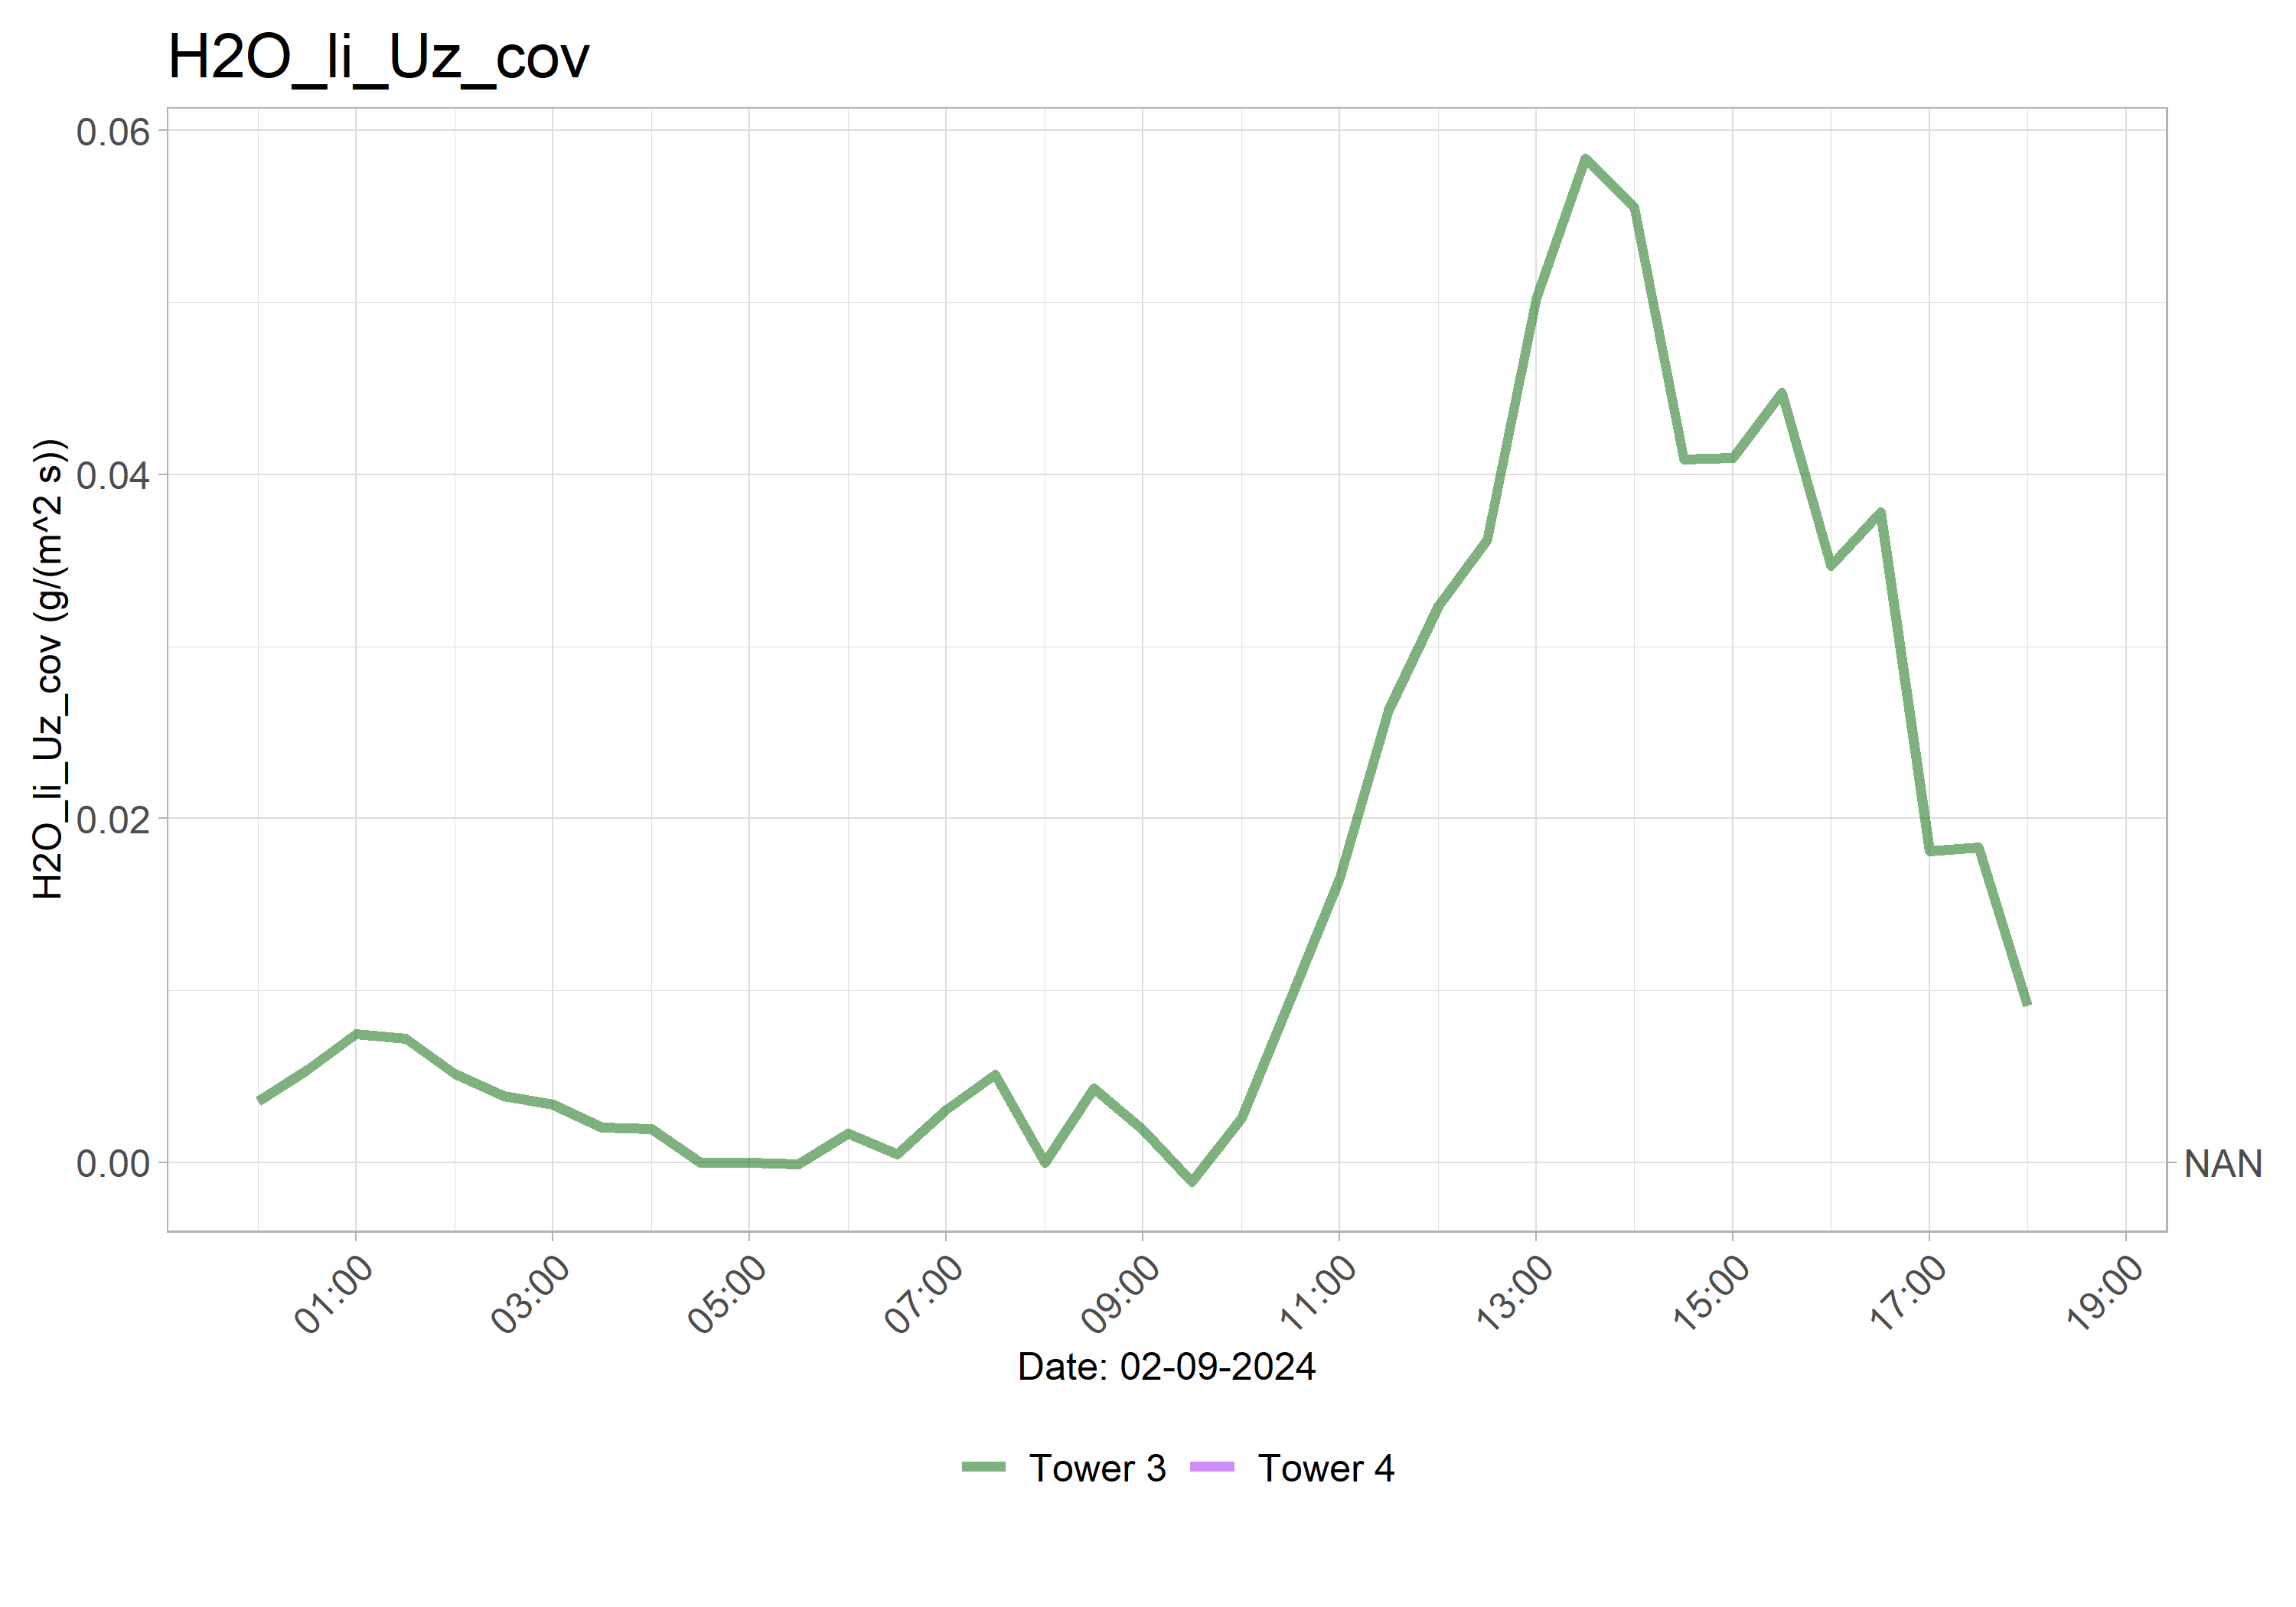 H2O_li_Uz_cov
H2O_li_Uz_cov (g/(m^2 s))
0.06
0.04
0.02
0.00
NAN
01:00 03:00 05:00 07:00 09:00 11:00 13:00 15:00 17:00 19:00
Date: 02-09-2024
Tower 3 Tower 4